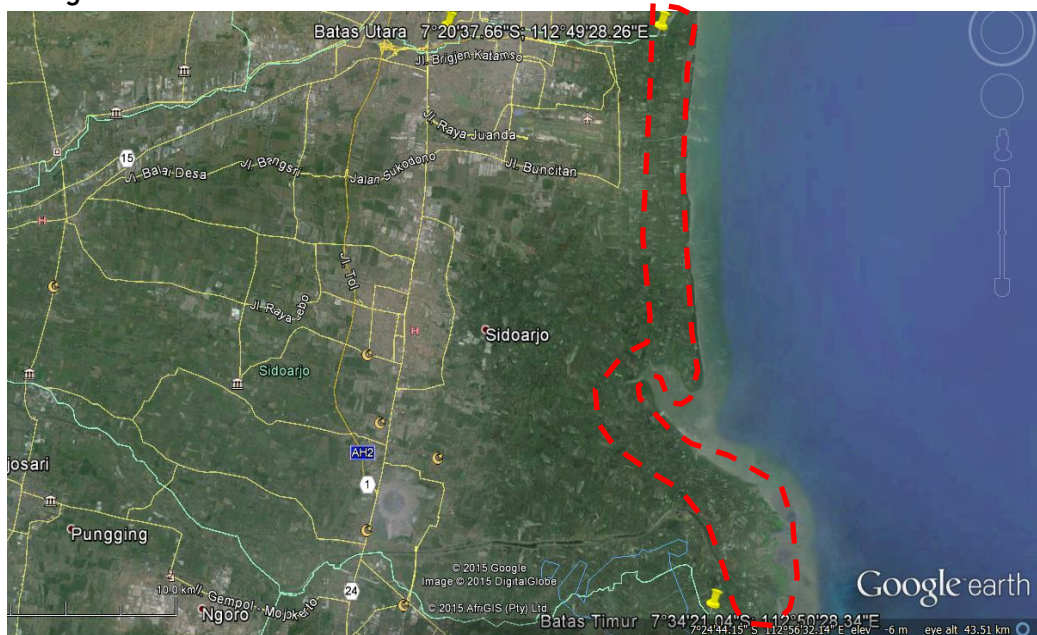 Batas Utara 7°20'37.66"S; 112°49'28.26"E
Jl. Brigjen Katamso
Jl. Raya Juanda
15
Jl. Bangsri
Jl. Buncitan
Jl. Balai Desa
Jalan Sukodono
H
Jl. Tol
H
Sidoarjo
Sidoarjo
AH2
josari
1
Pungging
© 2015 Google
Image © 2015 DigitalGlobe
Google earth
10.0 km
24
© 2015 AfriGIS (Pty) Ltd.
Ngoro
Batas Timur 7°34'21.04"S; 112°50'28.34"E
7°24'44.15" S 112°56'32.14" E elev -6 m eye alt 43.51 km